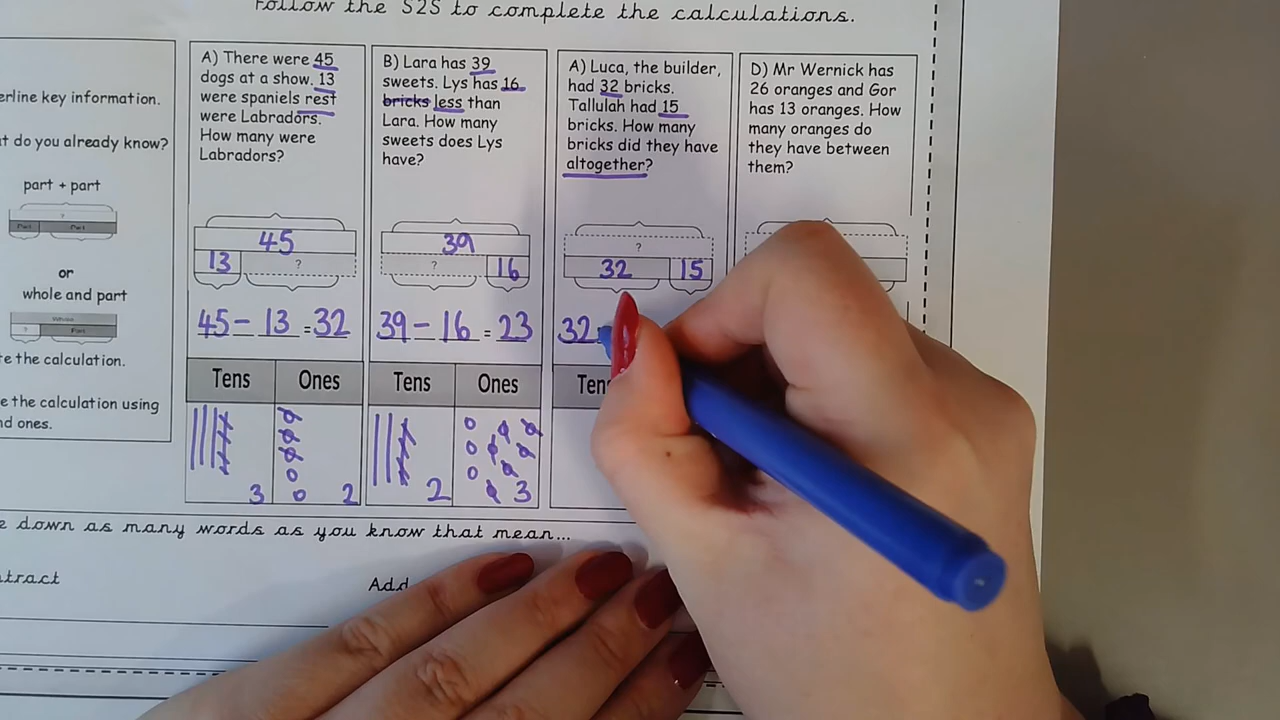 Follow the S2S to complete the calculations.
erline key information.
t do you already know?
part + part
?
Part Part
or
whole and part
?
Part
te the calculation.
e the calculation using
nd ones.
A) There were 45
dogs at a show. 13
were spaniels rest
were Labradors.
How many were
Labradors?
45
13 ?
45 - 13 = 32
Tens Ones
3 2
B) Lara has 39
sweets. Lys has 16
bricks less than
Lara. How many
sweets does Lys
have?
39
? 16
39 - 16 = 23
Tens Ones
2 3
A) Luca, the builder,
had 32 bricks.
Tallulah had 15
bricks. How many
bricks did they have
altogether?
?
32 15
32
Ten
D) Mr Wernick has
26 oranges and Gor
has 13 oranges. How
many oranges do
they have between
them?
e down as many words as you know that mean...
tract Add